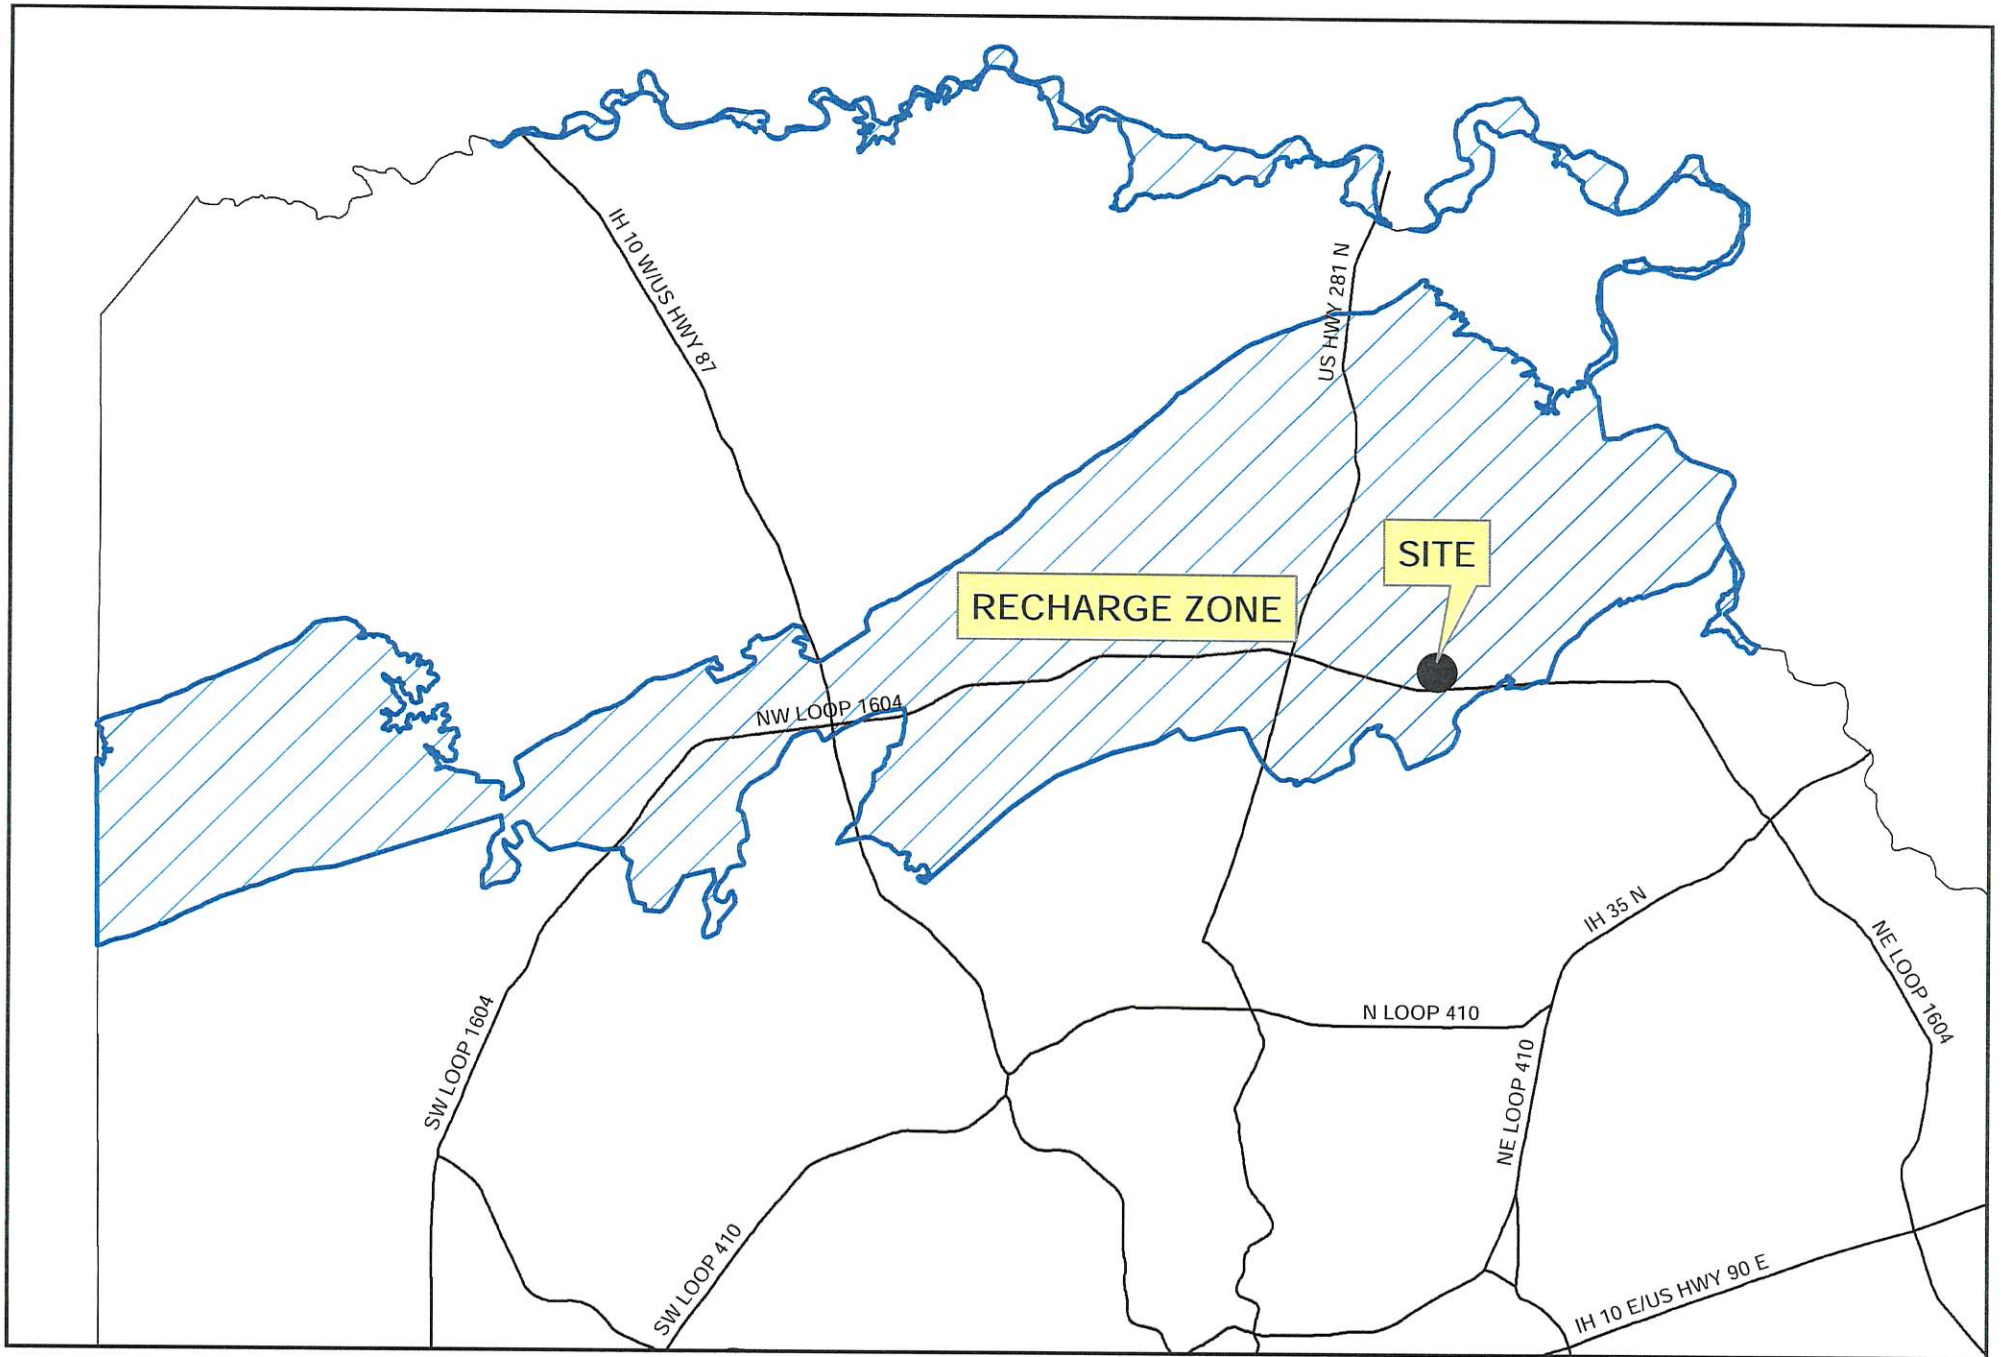 IH 10 W/US HWY 87
US HWY 281 N
SITE
RECHARGE ZONE
NW LOOP 1604
IH 35 N
NE LOOP 1604
SW LOOP 1604
N LOOP 410
NE LOOP 410
SW LOOP 410
IH 10 E/US HWY 90 E